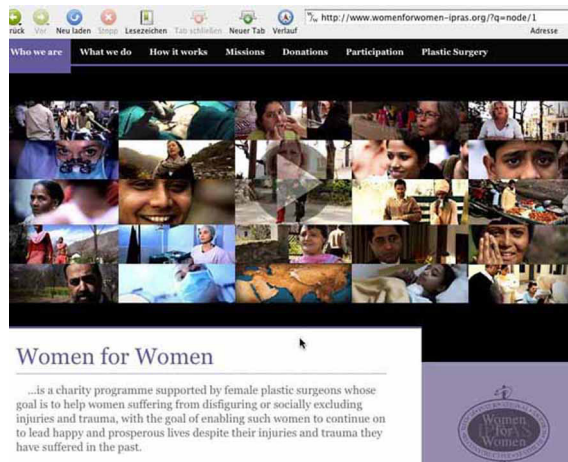 rück Vor Neu laden Stopp Lesezeichen Tab schließen Neuer Tab Verlauf Adresse
http://www.womenforwomen-ipras.org/?q=node/1
Who we are What we do How it works Missions Donations Participation Plastic Surgery
Women for Women
...is a charity programme supported by female plastic surgeons whose
goal is to help women suffering from disfiguring or socially excluding
injuries and trauma, with the goal of enabling such women to continue on
to lead happy and prosperous lives despite their injuries and trauma they
have suffered in the past.
Women
for
Women